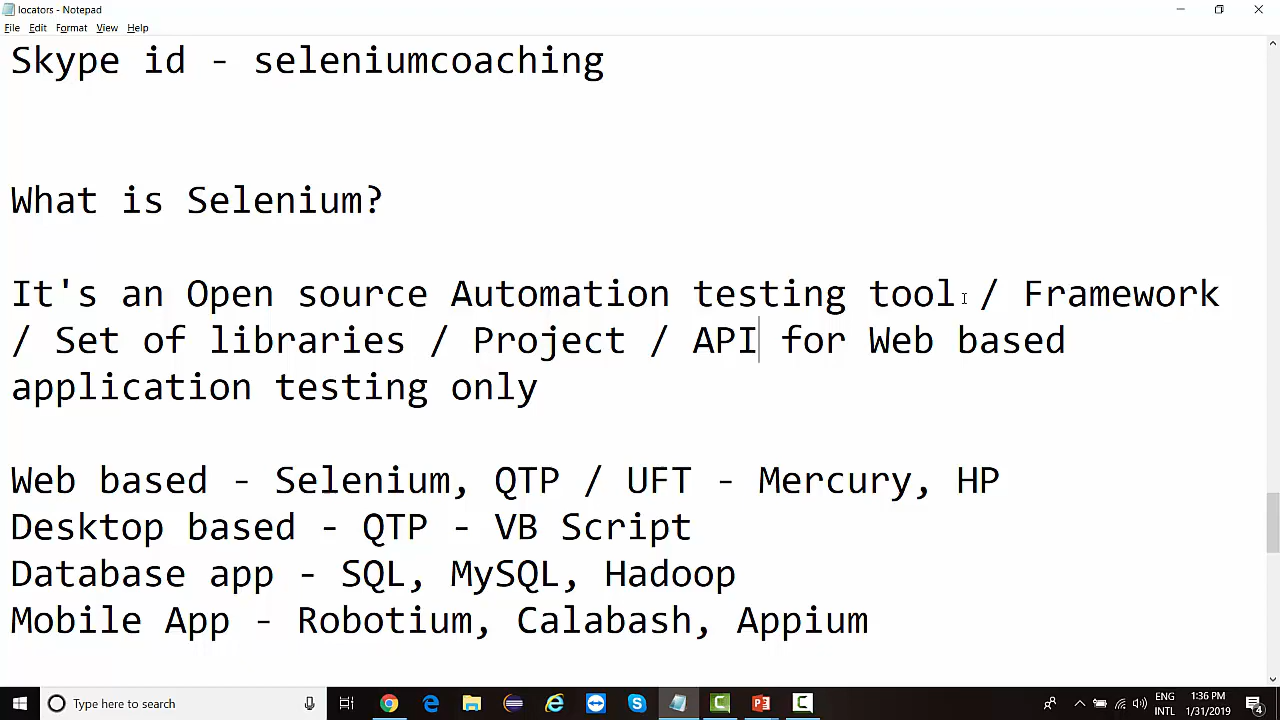 locators - Notepad
File Edit Format View Help
Skype id - seleniumcoaching
What is Selenium?
It's an Open source Automation testing tool / Framework
/ Set of libraries / Project / API for Web based
application testing only
Web based - Selenium, QTP / UFT - Mercury, HP
Desktop based - QTP - VB Script
Database app - SQL, MySQL, Hadoop
Mobile App - Robotium, Calabash, Appium
Type here to search
ENG
INTL
1:36 PM
1/31/2019
4